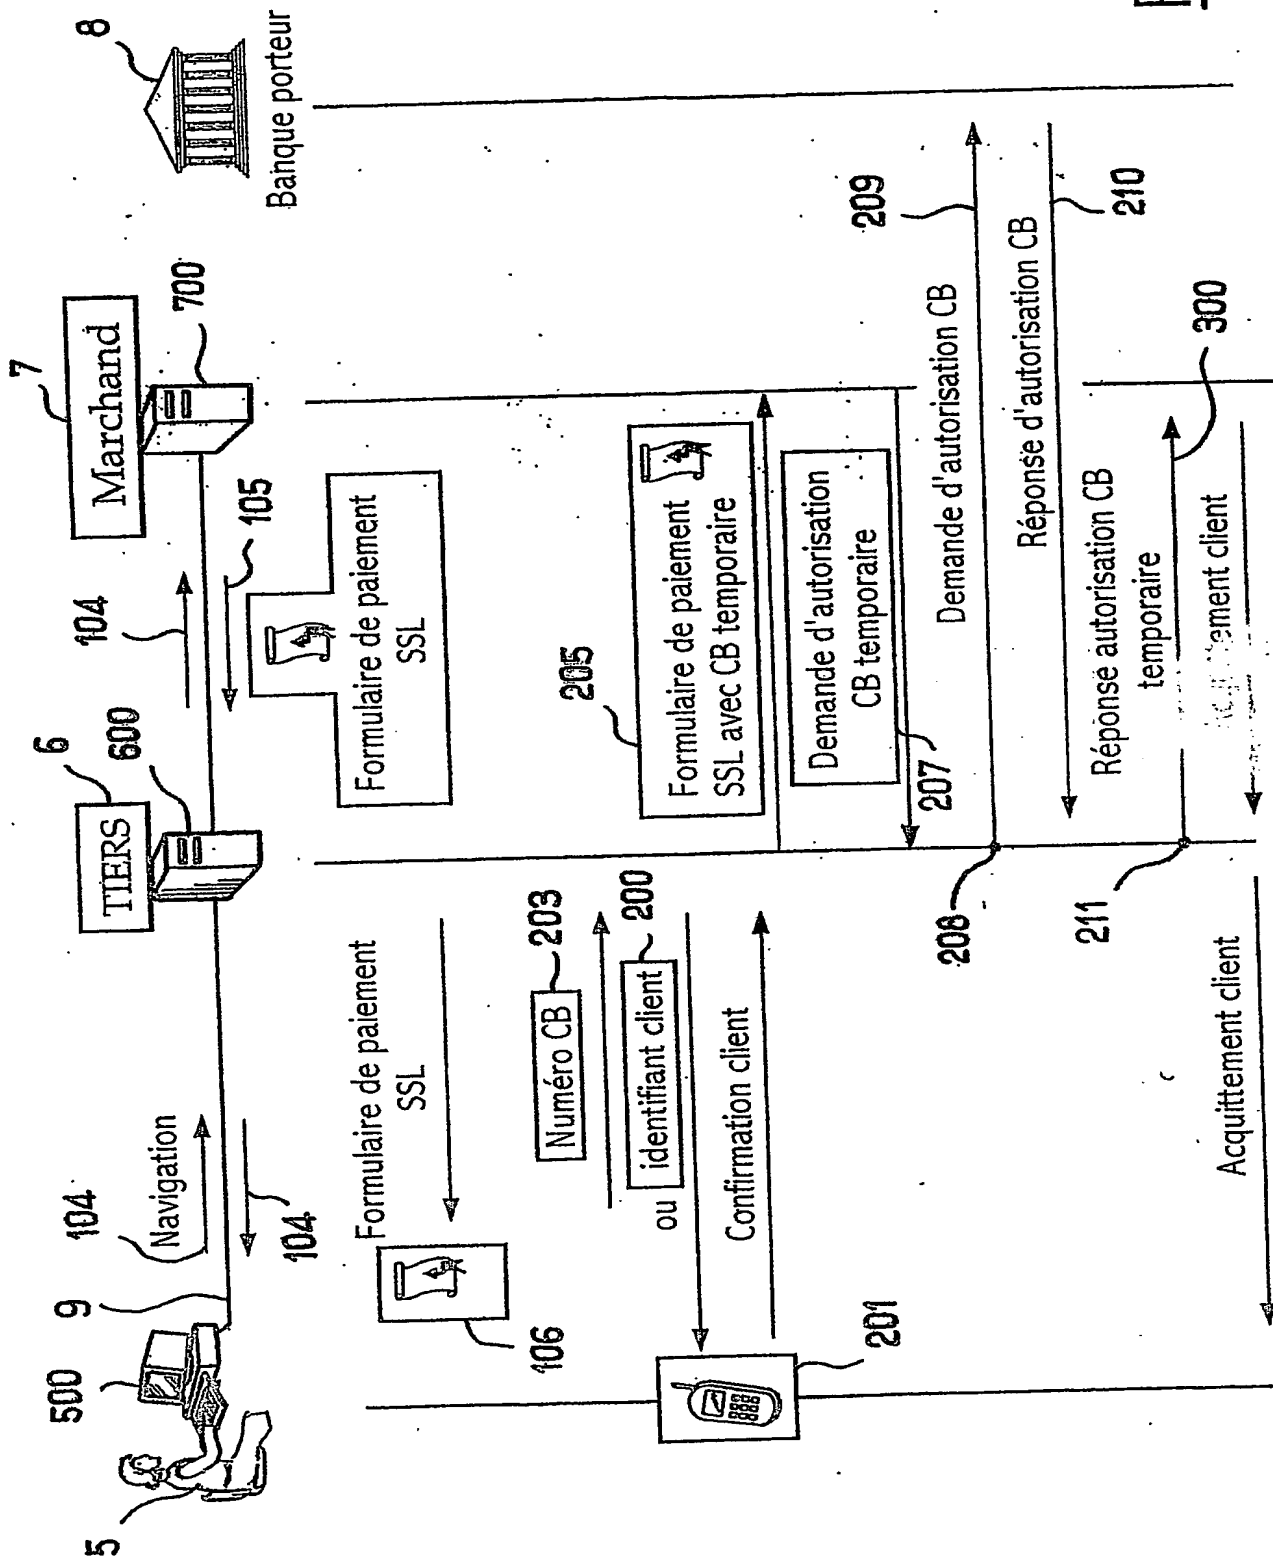 5
500
9
104
Navigation
104
6
TIERS
600
104
105
7
Marchand
700
8
Banque porteur
Formulaire de paiement
SSL
Formulaire de paiement
SSL
106
Numéro CB
203
ou
identifiant client
200
205
Formulaire de paiement
SSL avec CB temporaire
Confirmation client
201
Demande d'autorisation
CB temporaire
207
Demande d'autorisation CB
209
208
Réponse d'autorisation CB
210
Réponse autorisation CB
temporaire
300
211
client
Acquittement client